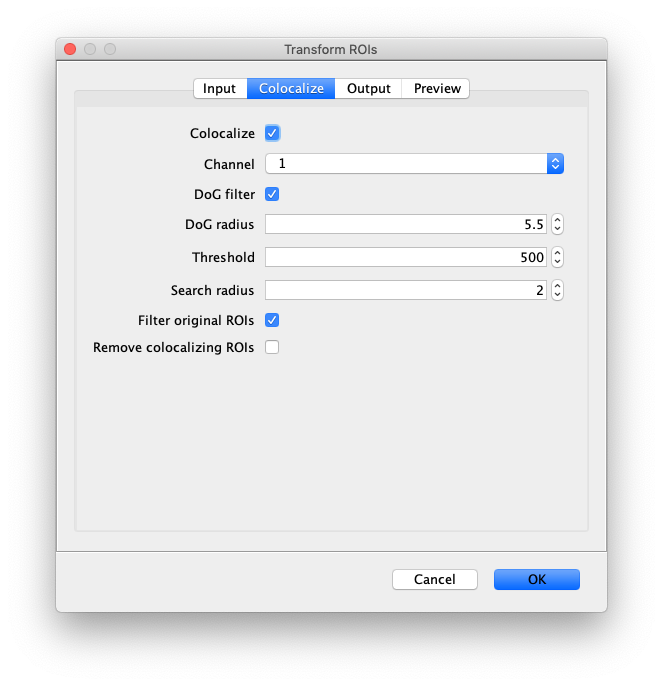 Transform ROIs
Input Colocalize Output Preview
Colocalize
Channel 1
DoG filter
DoG radius 5.5
Threshold 500
Search radius 2
Filter original ROIs
Remove colocalizing ROIs
Cancel OK